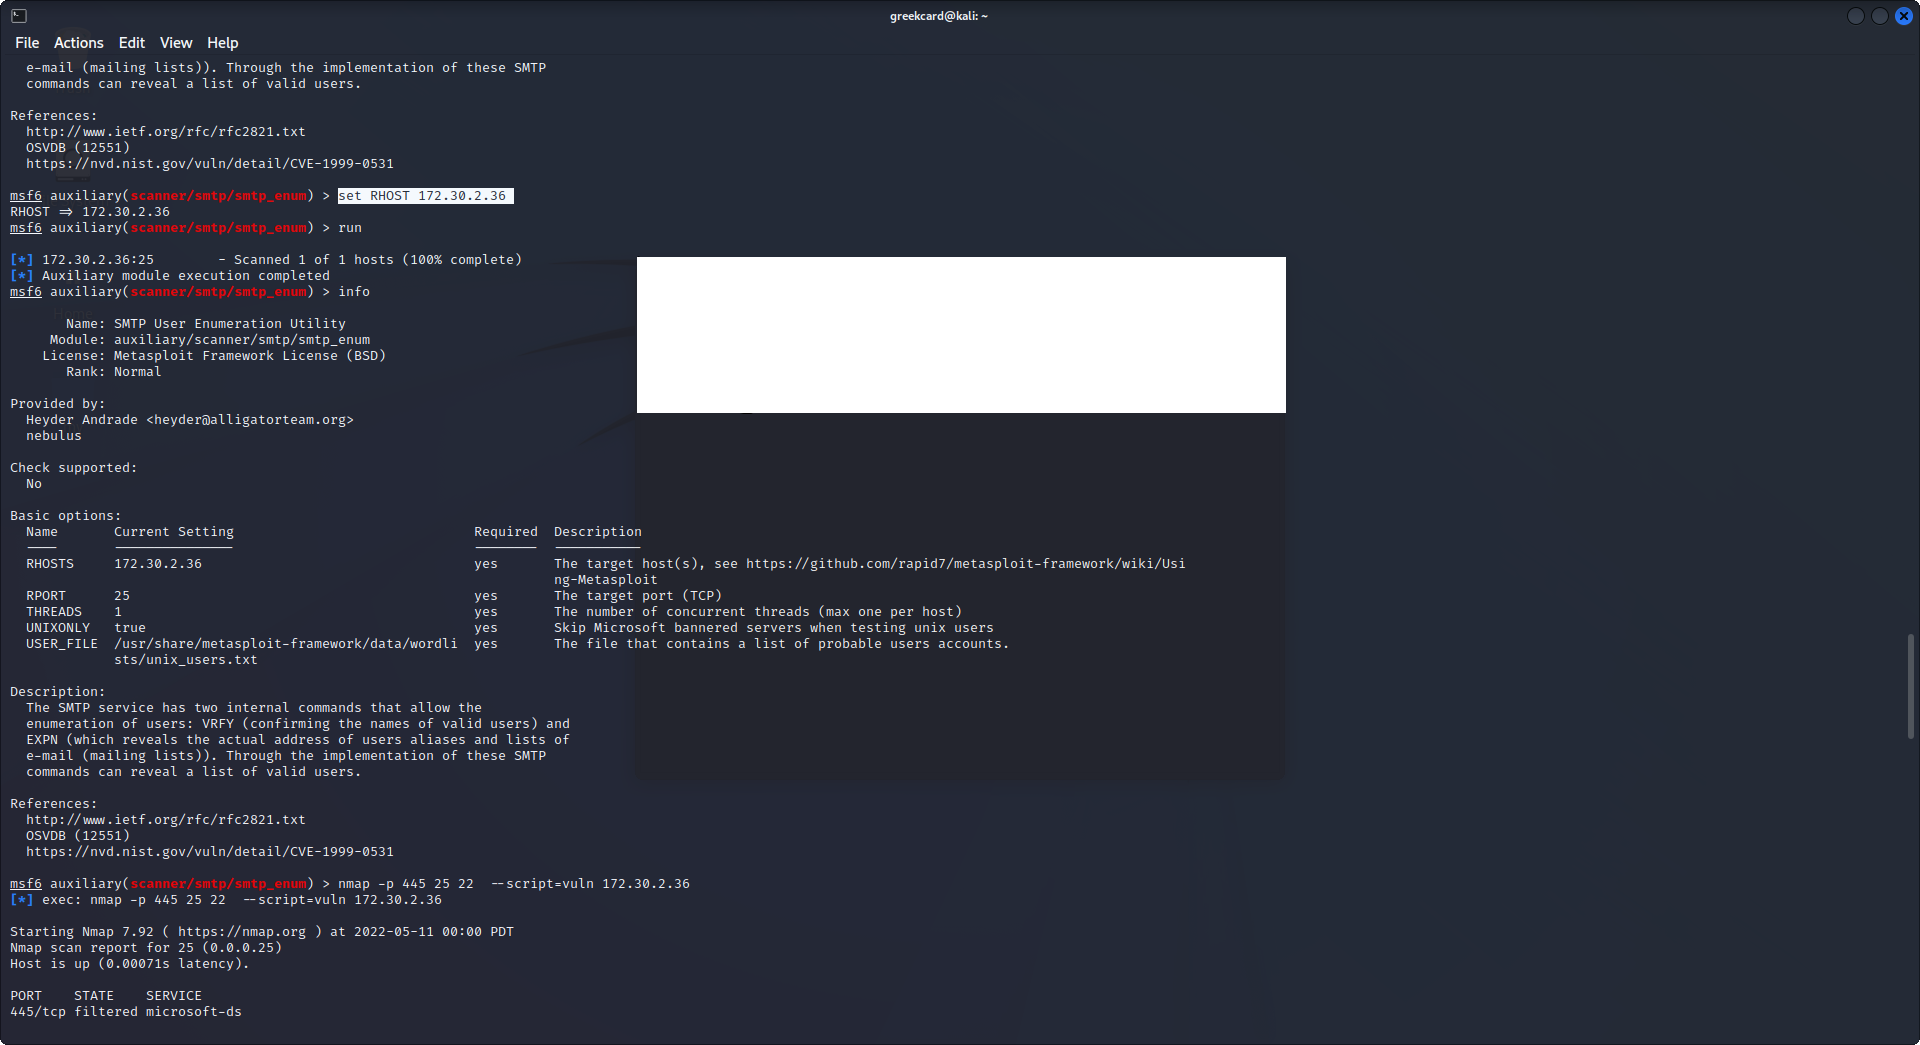 greekcard@kali: ~
File Actions Edit View Help
e-mail (mailing lists)). Through the implementation of these SMTP
commands can reveal a list of valid users.
References:
http://www.ietf.org/rfc/rfc2821.txt
OSVDB (12551)
https://nvd.nist.gov/vuln/detail/CVE-1999-0531
msf6 auxiliary(scanner/smtp/smtp_enum) > set RHOST 172.30.2.36
RHOST => 172.30.2.36
msf6 auxiliary(scanner/smtp/smtp_enum) > run
[*] 172.30.2.36:25 - Scanned 1 of 1 hosts (100% complete)
[*] Auxiliary module execution completed
msf6 auxiliary(scanner/smtp/smtp_enum) > info
Name: SMTP User Enumeration Utility
Module: auxiliary/scanner/smtp/smtp_enum
License: Metasploit Framework License (BSD)
Rank: Normal
Provided by:
Heyder Andrade <heyder@alligatorteam.org>
nebulus
Check supported:
No
Basic options:
Name Current Setting Required Description
---- --------------- -------- -----------
RHOSTS 172.30.2.36 yes The target host(s), see https://github.com/rapid7/metasploit-framework/wiki/Usi
ng-Metasploit
RPORT 25 yes The target port (TCP)
THREADS 1 yes The number of concurrent threads (max one per host)
UNIXONLY true yes Skip Microsoft bannered servers when testing unix users
USER_FILE /usr/share/metasploit-framework/data/wordli yes The file that contains a list of probable users accounts.
sts/unix_users.txt
Description:
The SMTP service has two internal commands that allow the
enumeration of users: VRFY (confirming the names of valid users) and
EXPN (which reveals the actual address of users aliases and lists of
e-mail (mailing lists)). Through the implementation of these SMTP
commands can reveal a list of valid users.
References:
http://www.ietf.org/rfc/rfc2821.txt
OSVDB (12551)
https://nvd.nist.gov/vuln/detail/CVE-1999-0531
msf6 auxiliary(scanner/smtp/smtp_enum) > nmap -p 445 25 22  --script=vuln 172.30.2.36
[*] exec: nmap -p 445 25 22  --script=vuln 172.30.2.36
Starting Nmap 7.92 ( https://nmap.org ) at 2022-05-11 00:00 PDT
Nmap scan report for 25 (0.0.0.25)
Host is up (0.00071s latency).
PORT STATE SERVICE
445/tcp filtered microsoft-ds